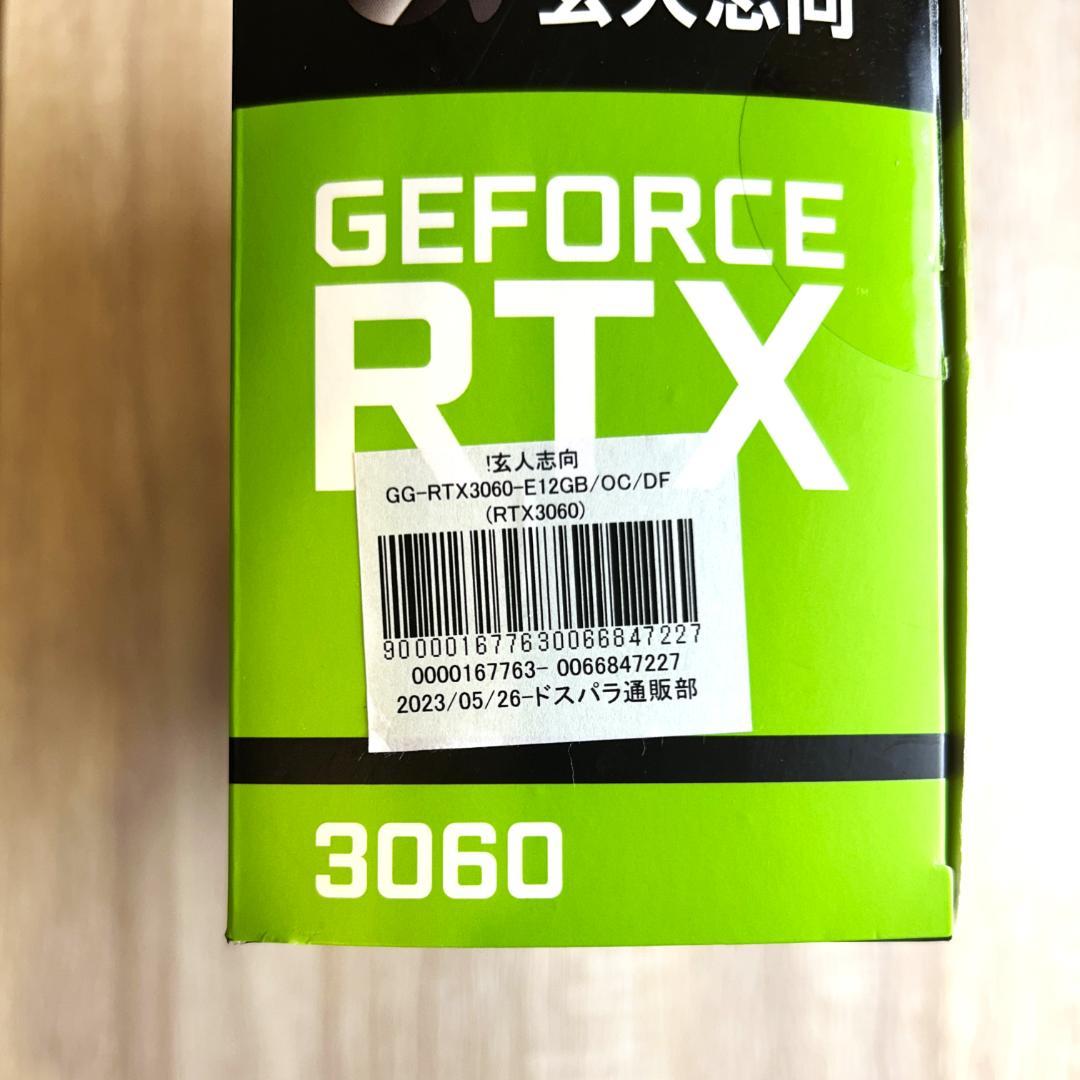 玄人志向
GEFORCE
RTX™
!玄人志向
GG-RTX3060-E12GB/OC/DF
(RTX3060)
900001677630066847227
0000167763- 0066847227
2023/05/26-ドスパラ通販部
3060